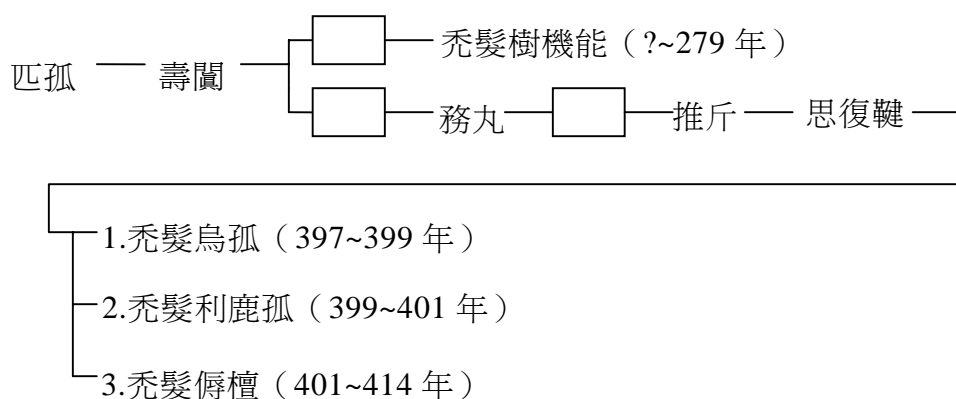 禿髮樹機能（?~279 年）
匹孤 壽闐
務丸 推斤 思復鞬
1.禿髮烏孤（397~399 年）
2.禿髮利鹿孤（399~401 年）
3.禿髮傉檀（401~414 年）